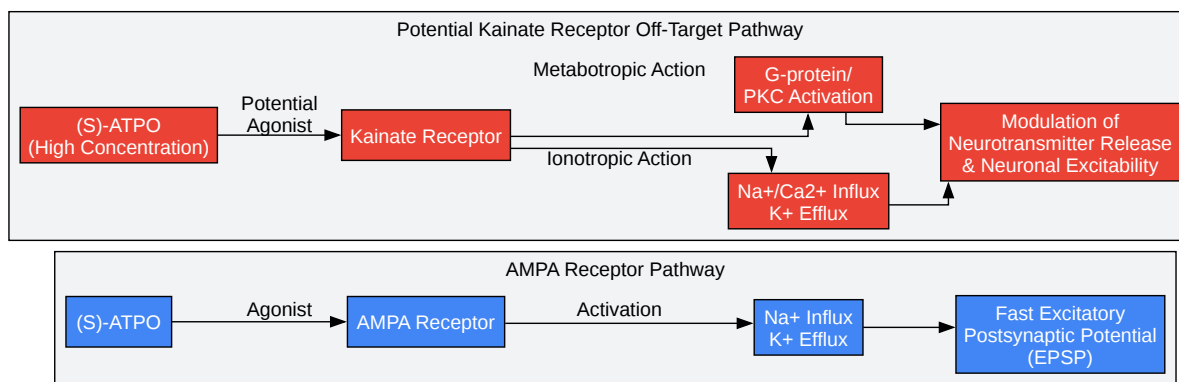 Potential Kainate Receptor Off-Target Pathway
Metabotropic Action
G-protein/
PKC Activation
(S)-ATPO
(High Concentration)
Potential
Agonist
Kainate Receptor
Ionotropic Action
Na+/Ca2+ Influx
K+ Efflux
Modulation of
Neurotransmitter Release
& Neuronal Excitability
AMPA Receptor Pathway
(S)-ATPO
Agonist
AMPA Receptor
Activation
Na+ Influx
K+ Efflux
Fast Excitatory
Postsynaptic Potential
(EPSP)